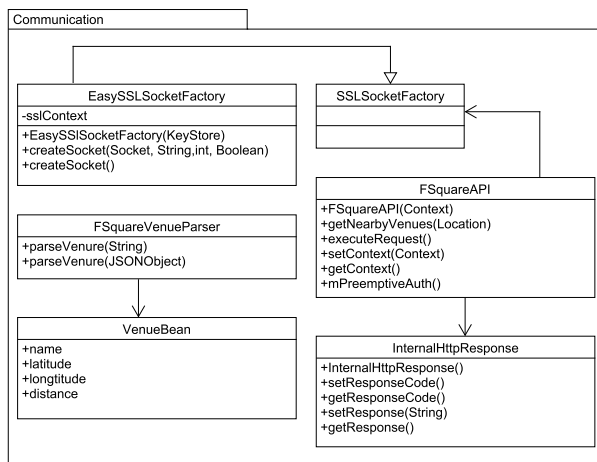 Communication
EasySSLSocketFactory
-sslContext
+EasySSlSocketFactory(KeyStore)
+createSocket(Socket, String,int, Boolean)
+createSocket()
SSLSocketFactory
FSquareAPI
+FSquareAPI(Context)
+getNearbyVenues(Location)
+executeRequest()
+setContext(Context)
+getContext()
+mPreemptiveAuth()
FSquareVenueParser
+parseVenure(String)
+parseVenure(JSONObject)
VenueBean
+name
+latitude
+longtitude
+distance
InternalHttpResponse
+InternalHttpResponse()
+setResponseCode()
+getResponseCode()
+setResponse(String)
+getResponse()